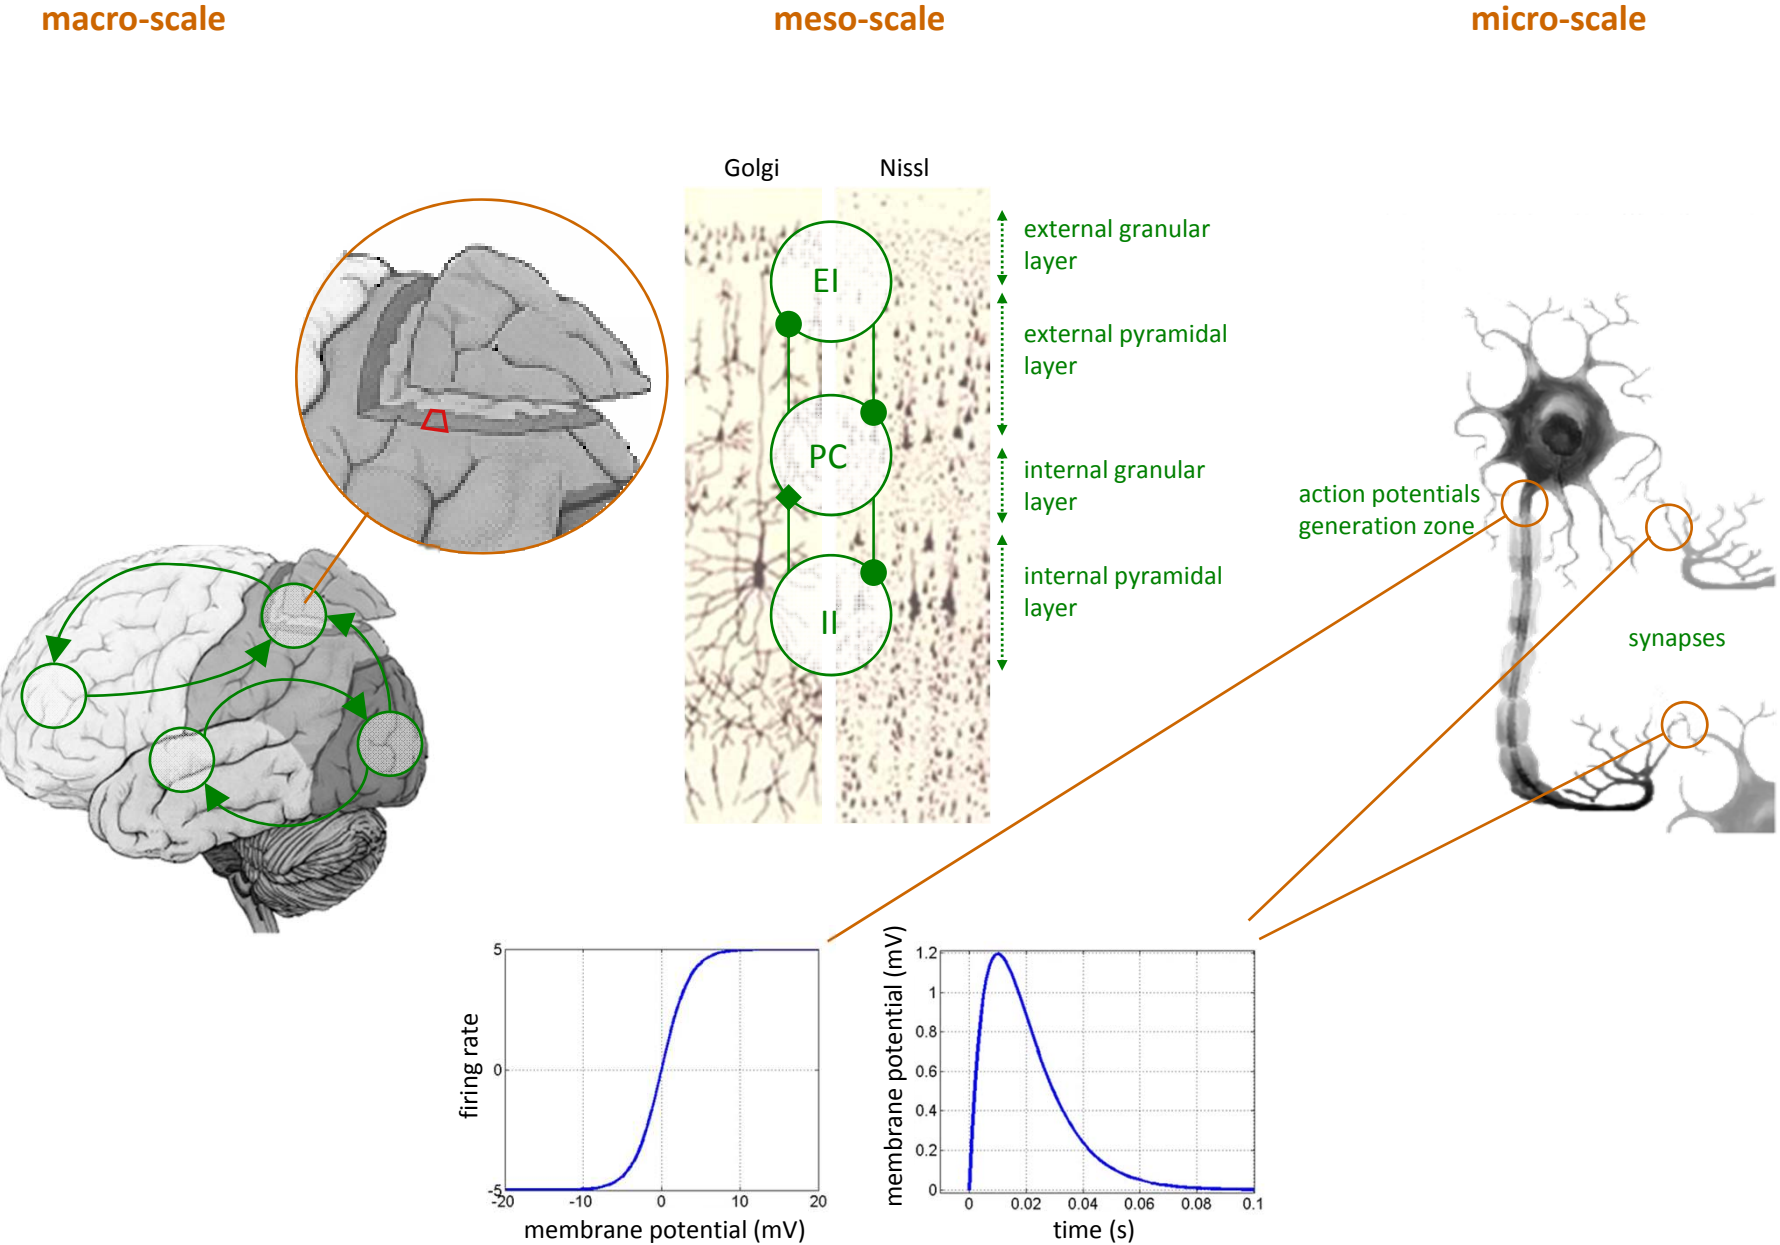 macro-scale
meso-scale
micro-scale
Golgi
Nissl
EI
PC
II
external granular
layer
external pyramidal
layer
internal granular
layer
internal pyramidal
layer
action potentials
generation zone
synapses
firing rate
5
0
-5
-20
-10
0
10
20
membrane potential (mV)
membrane potential (mV)
1.2
1
0.8
0.6
0.4
0.2
0
0
0.02
0.04
0.06
0.08
0.1
time (s)